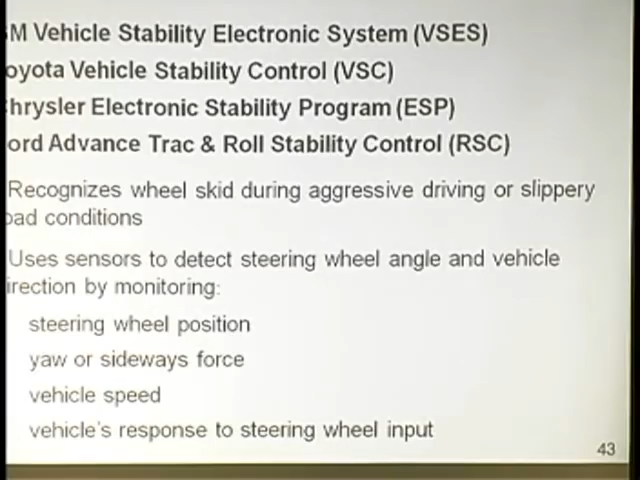 M Vehicle Stability Electronic System (VSES)
oyota Vehicle Stability Control (VSC)
hrysler Electronic Stability Program (ESP)
ord Advance Trac & Roll Stability Control (RSC)
Recognizes wheel skid during aggressive driving or slippery
oad conditions
Uses sensors to detect steering wheel angle and vehicle
irection by monitoring:
steering wheel position
yaw or sideways force
vehicle speed
vehicle's response to steering wheel input
43